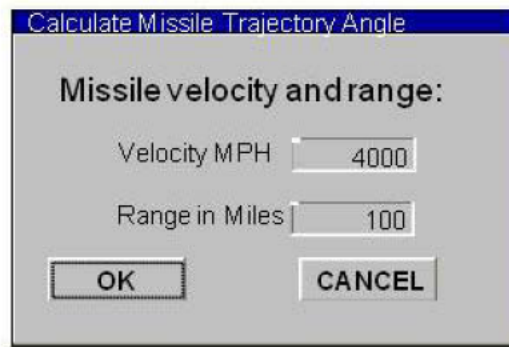 Calculate Missile Trajectory Angle
Missile velocity and range:
Velocity MPH 4000
Range in Miles 100
OK CANCEL